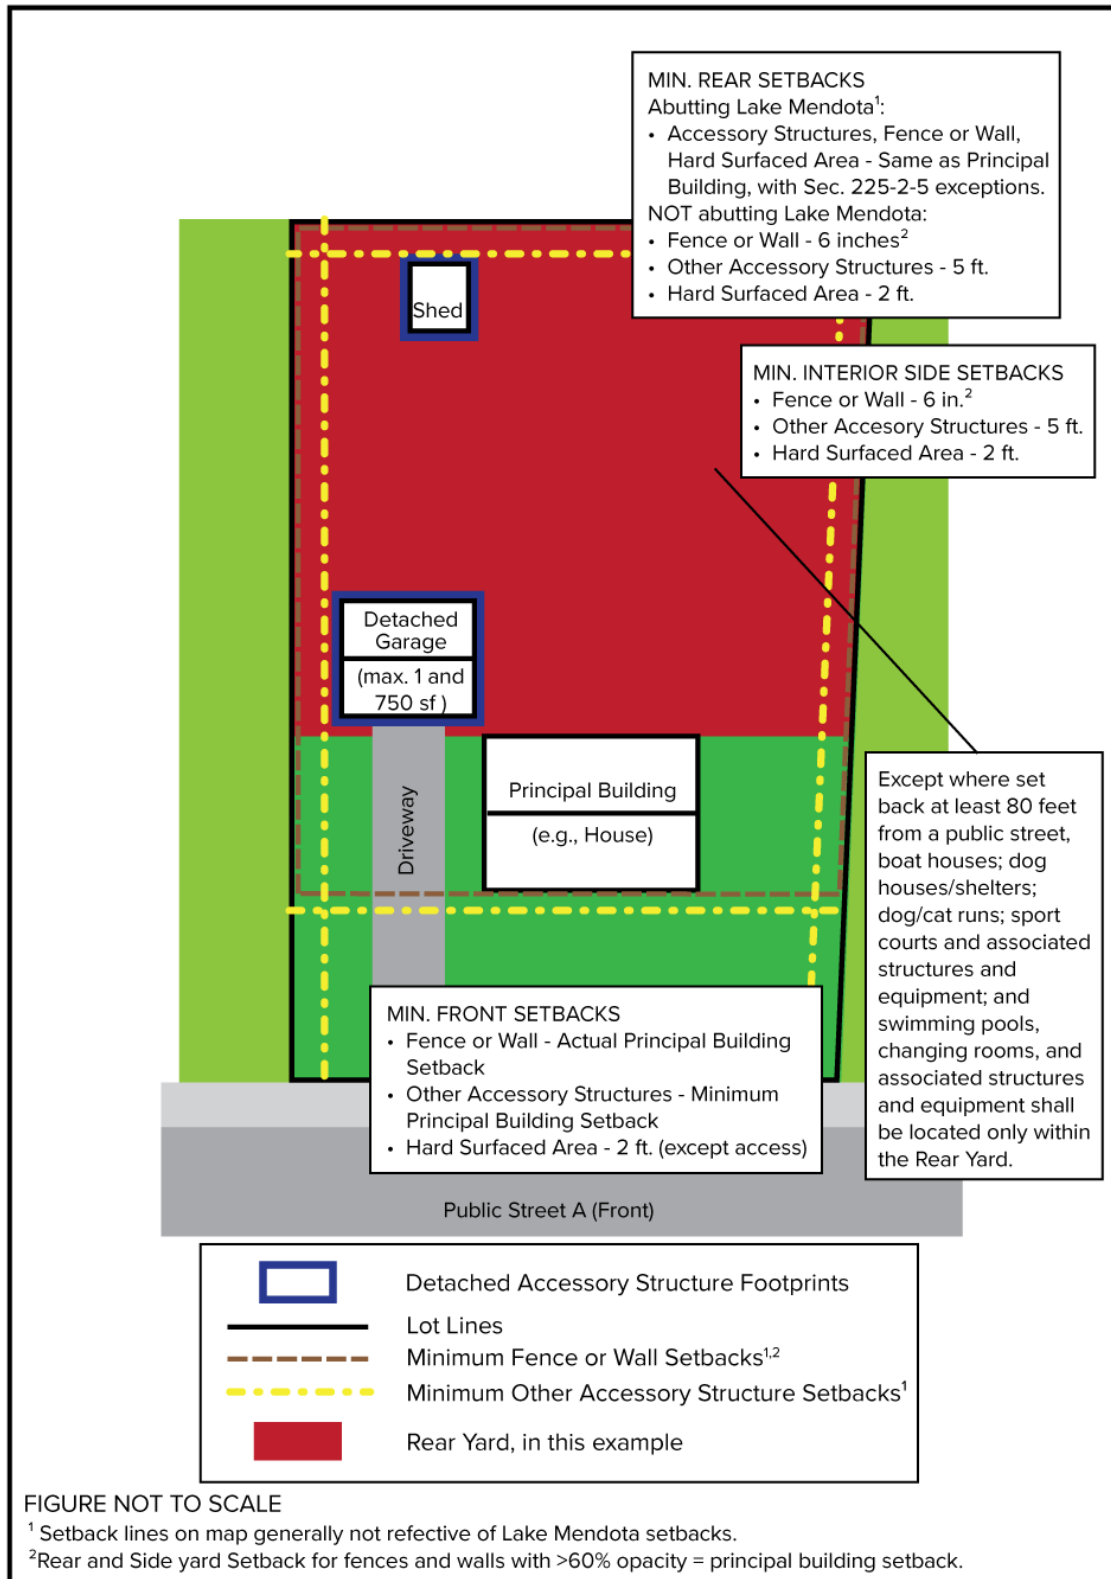 MIN. REAR SETBACKS
Abutting Lake Mendota¹:
• Accessory Structures, Fence or Wall,
Hard Surfaced Area - Same as Principal
Building, with Sec. 225-2-5 exceptions.
NOT abutting Lake Mendota:
• Fence or Wall - 6 inches²
• Other Accessory Structures - 5 ft.
• Hard Surfaced Area - 2 ft.
Shed
MIN. INTERIOR SIDE SETBACKS
• Fence or Wall - 6 in.²
• Other Accesory Structures - 5 ft.
• Hard Surfaced Area - 2 ft.
Detached
Garage
(max. 1 and
750 sf )
Driveway
Principal Building
(e.g., House)
Except where set
back at least 80 feet
from a public street,
boat houses; dog
houses/shelters;
dog/cat runs; sport
courts and associated
structures and
equipment; and
swimming pools,
changing rooms, and
associated structures
and equipment shall
be located only within
the Rear Yard.
MIN. FRONT SETBACKS
• Fence or Wall - Actual Principal Building
Setback
• Other Accessory Structures - Minimum
Principal Building Setback
• Hard Surfaced Area - 2 ft. (except access)
Public Street A (Front)
Detached Accessory Structure Footprints
Lot Lines
Minimum Fence or Wall Setbacks¹,²
Minimum Other Accessory Structure Setbacks¹
Rear Yard, in this example
FIGURE NOT TO SCALE
¹ Setback lines on map generally not refective of Lake Mendota setbacks.
²Rear and Side yard Setback for fences and walls with >60% opacity = principal building setback.